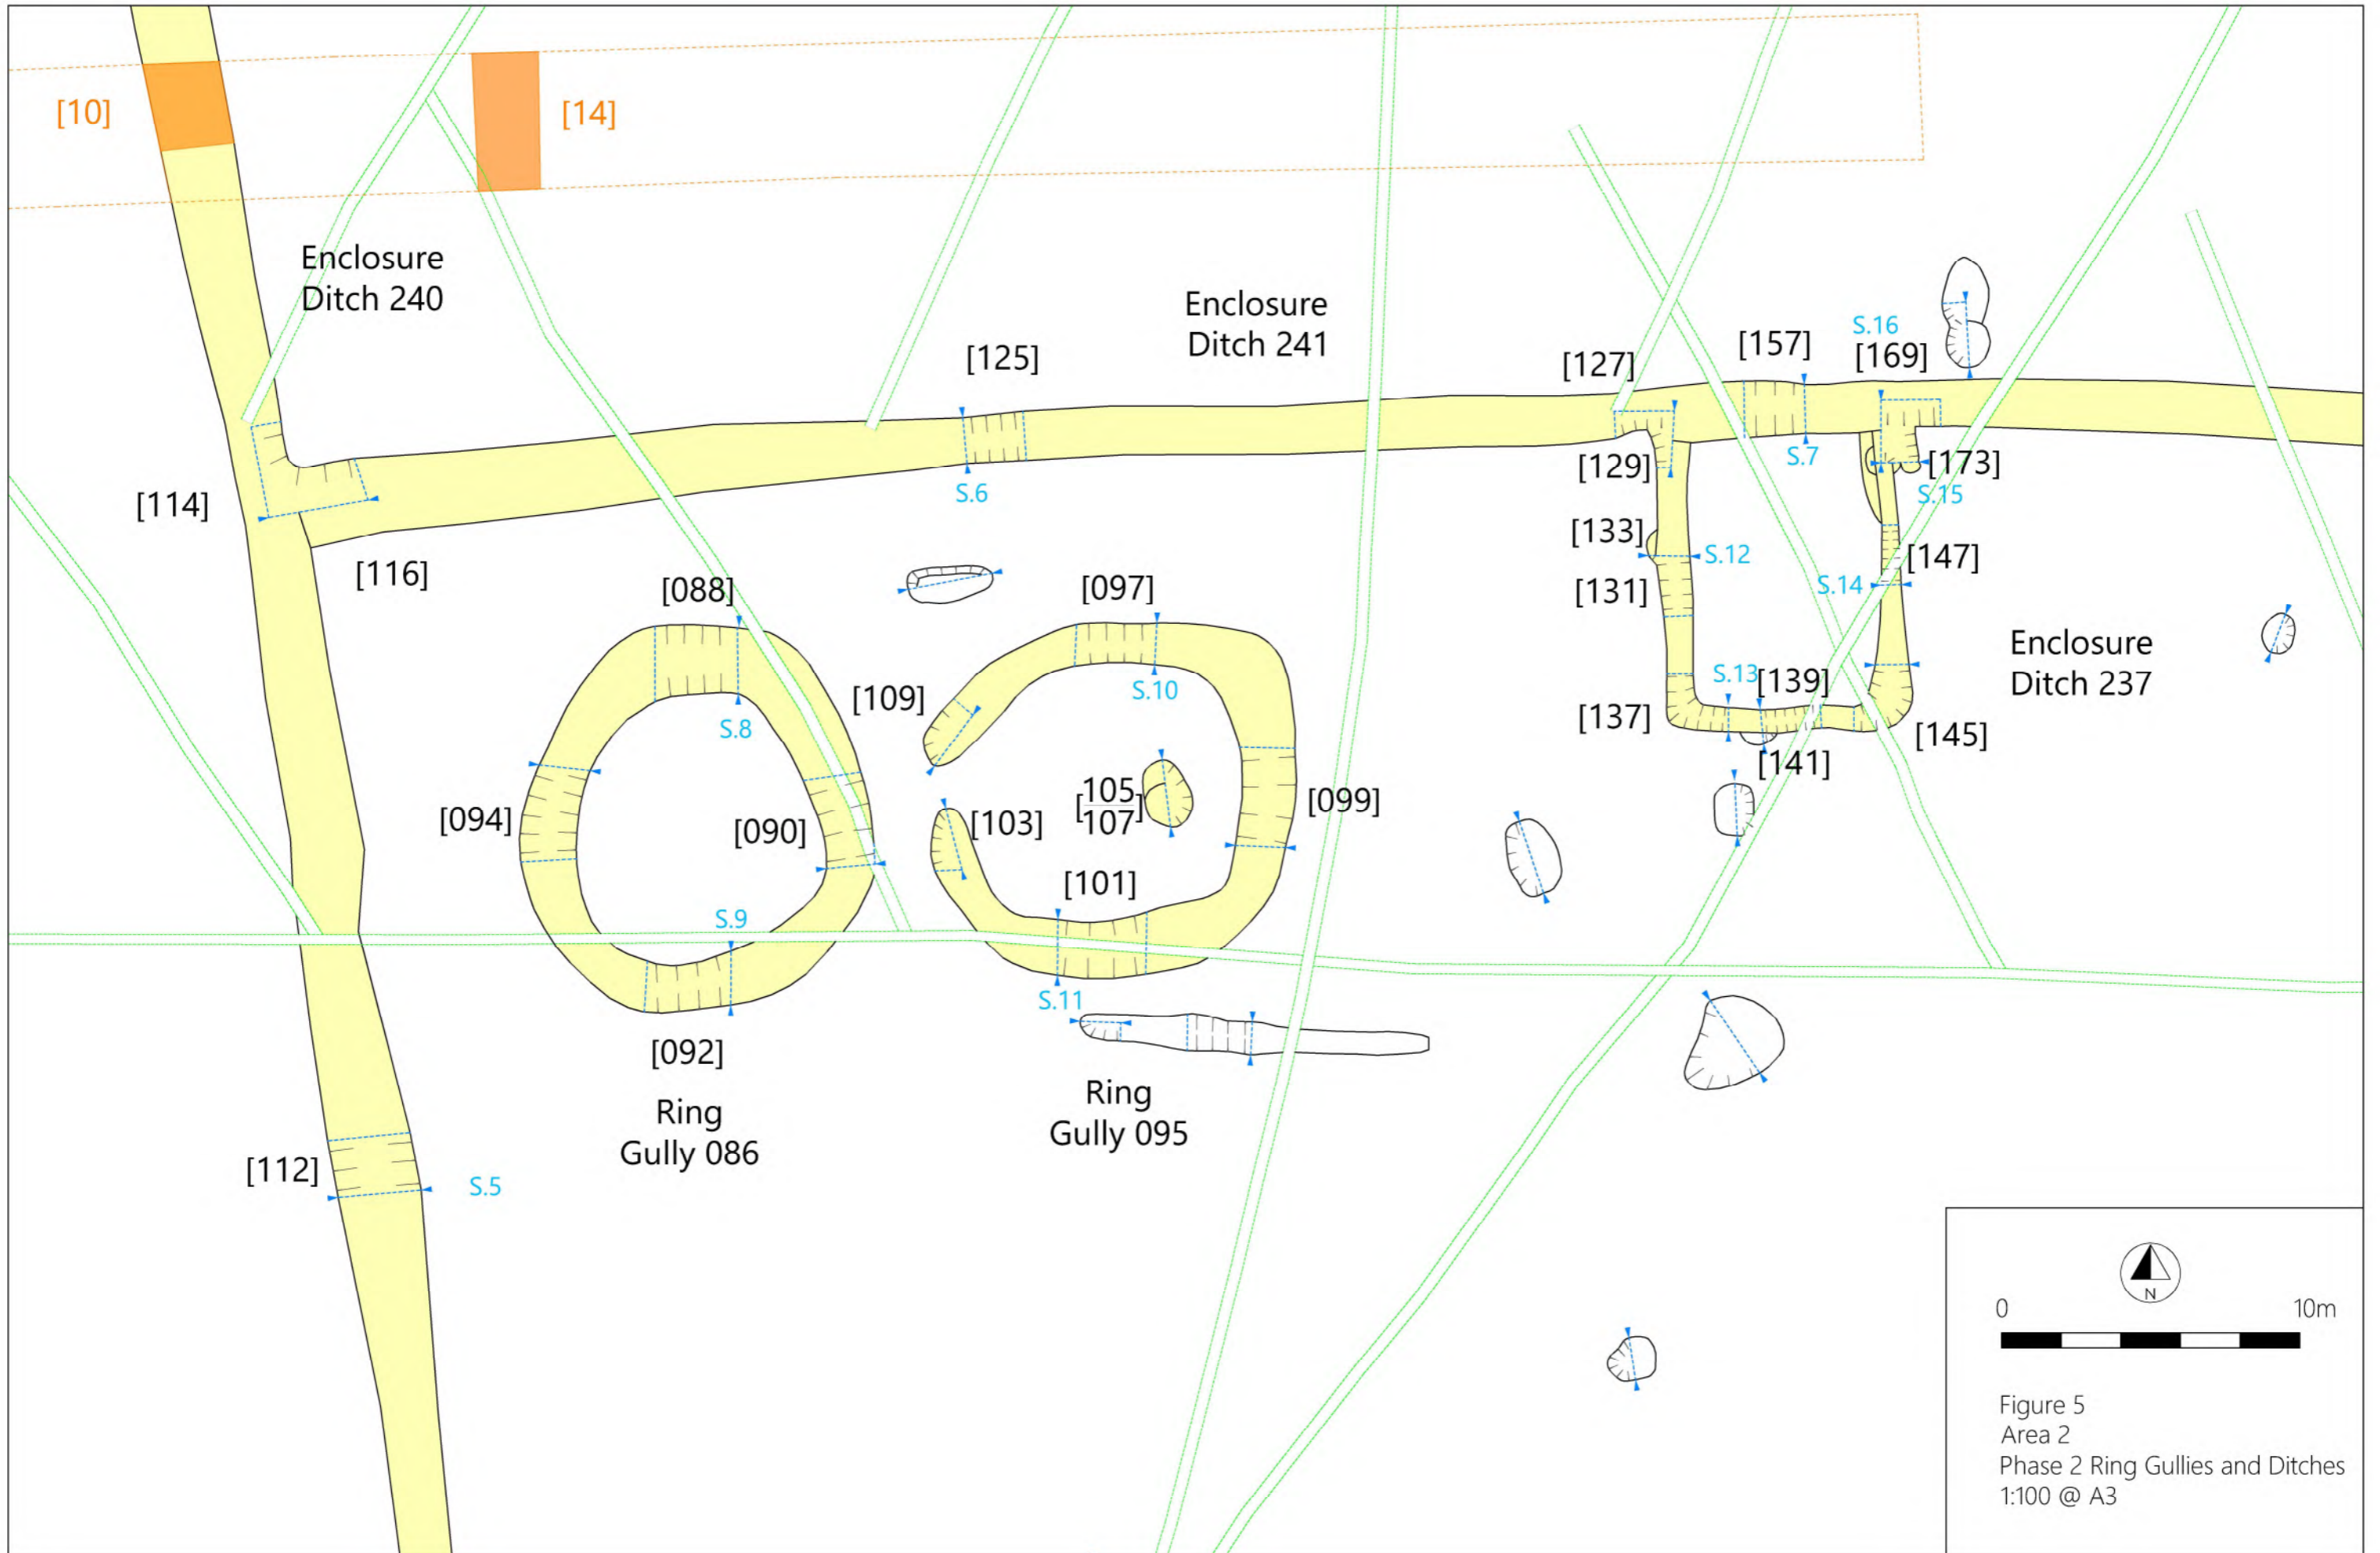 [10]
[14]
Enclosure
Ditch 240
Enclosure
Ditch 241
[125]
[127]
[157]
S.16
[169]
S.6
S.7
[129]
[173]
S.15
[114]
[116]
[133]
S.12
[147]
S.14
[131]
[088]
[097]
Enclosure
Ditch 237
S.8
[109]
S.10
S.13
[139]
[137]
[145]
[141]
[094]
[090]
[103]
[105
107]
[099]
[101]
S.9
S.11
[092]
Ring
Gully 086
Ring
Gully 095
[112]
S.5
N
0 10m
Figure 5
Area 2
Phase 2 Ring Gullies and Ditches
1:100 @ A3